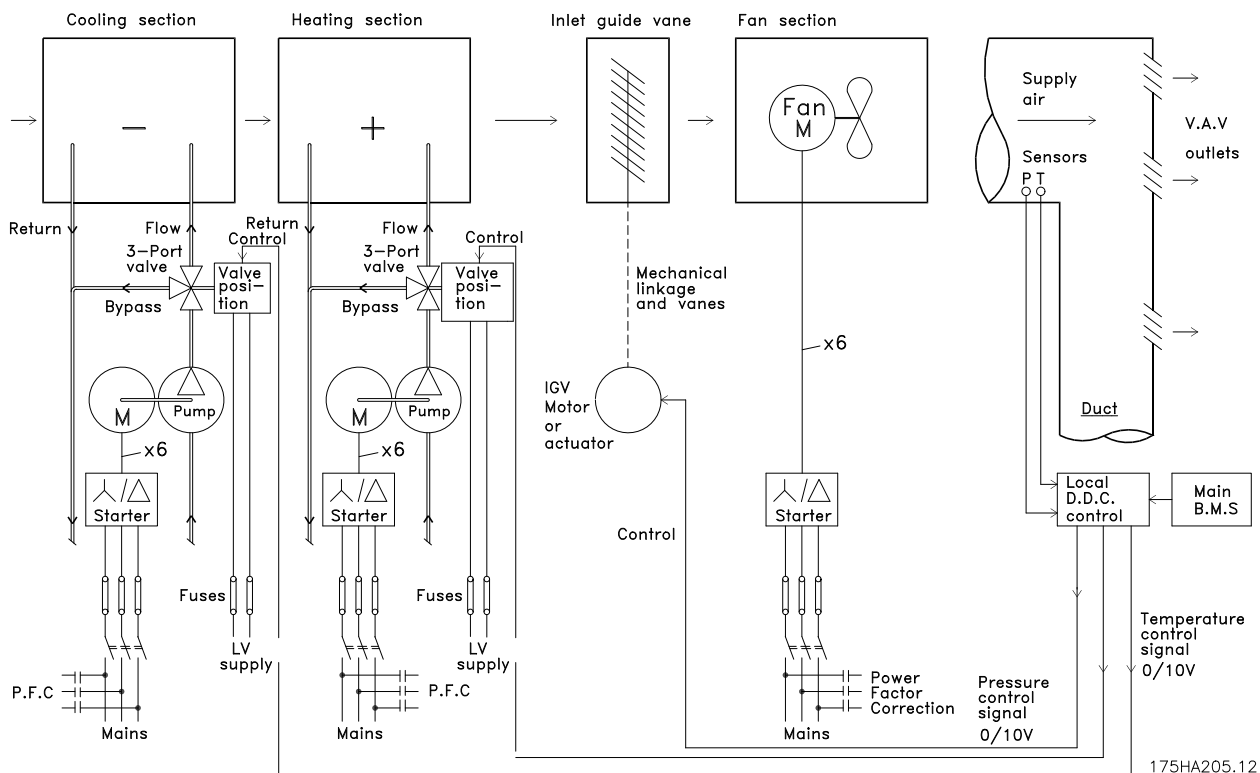 Cooling section
Heating section
Inlet guide vane
Fan section
−
+
Fan
M
Supply
air
V.A.V
outlets
Sensors
P T
Return
Flow
Return
Flow
Control
Control
3-Port
valve
Valve
posi-
tion
3-Port
valve
Valve
posi-
tion
Bypass
Bypass
Mechanical
linkage
and vanes
x6
M
Pump
M
Pump
IGV
Motor
or
actuator
Duct
x6
x6
Starter
Starter
Starter
Local
D.D.C.
control
Main
B.M.S
Control
Fuses
Fuses
LV
supply
LV
supply
Temperature
control
signal
0/10V
P.F.C
P.F.C
Power
Factor
Correction
Pressure
control
signal
0/10V
Mains
Mains
Mains
175HA205.12